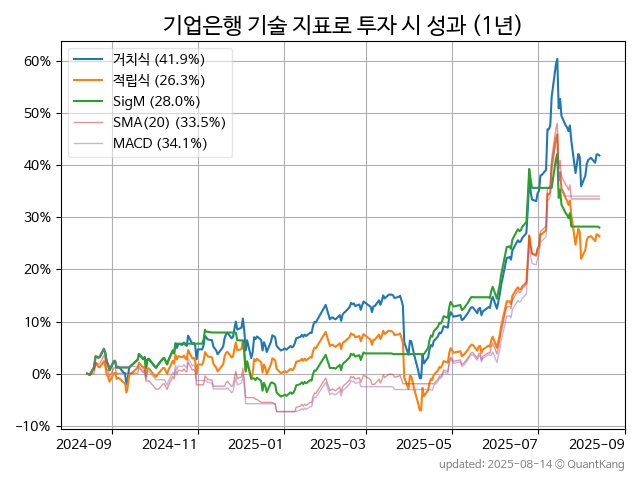 기업은행 기술 지표로 투자 시 성과 (1년)
거치식 (41.9%)
적립식 (26.3%)
SigM (28.0%)
SMA(20) (33.5%)
MACD (34.1%)
60%
50%
40%
30%
20%
10%
0%
−10%
2024-09 2024-11 2025-01 2025-03 2025-05 2025-07 2025-09
updated: 2025-08-14 ⓒ QuantKang